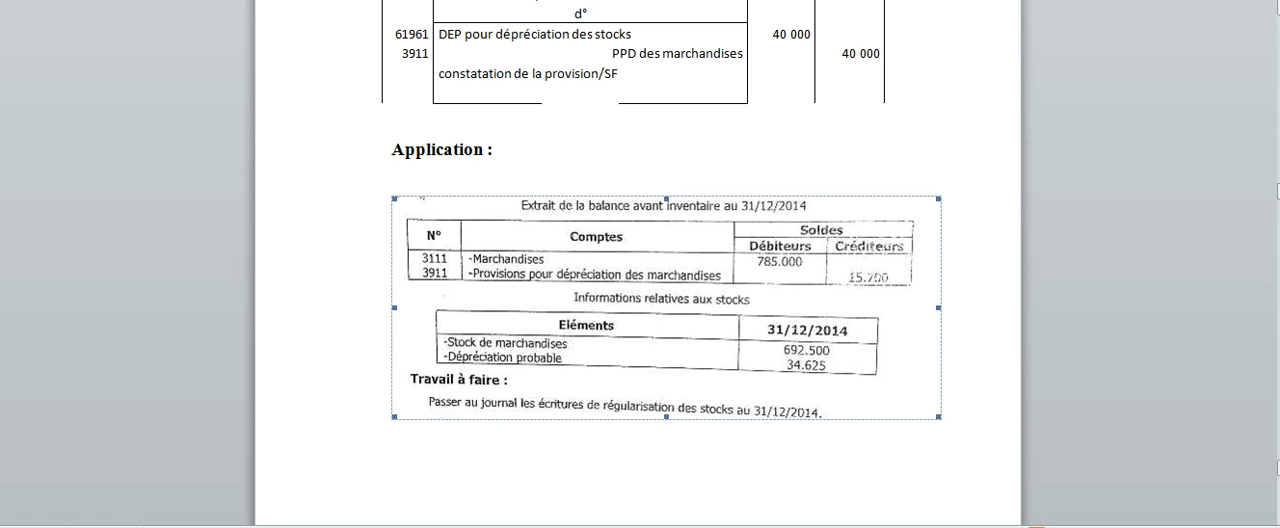 d°
61961 DEP pour dépréciation des stocks 40 000
3911 PPD des marchandises 40 000
constatation de la provision/SF
Application :
Extrait de la balance avant inventaire au 31/12/2014
N° Comptes Soldes
Débiteurs Créditeurs
3111 -Marchandises 785.000
3911 -Provisions pour dépréciation des marchandises 15.700
Informations relatives aux stocks
Eléments 31/12/2014
-Stock de marchandises 692.500
-Dépréciation probable 34.625
Travail à faire :
Passer au journal les écritures de régularisation des stocks au 31/12/2014.